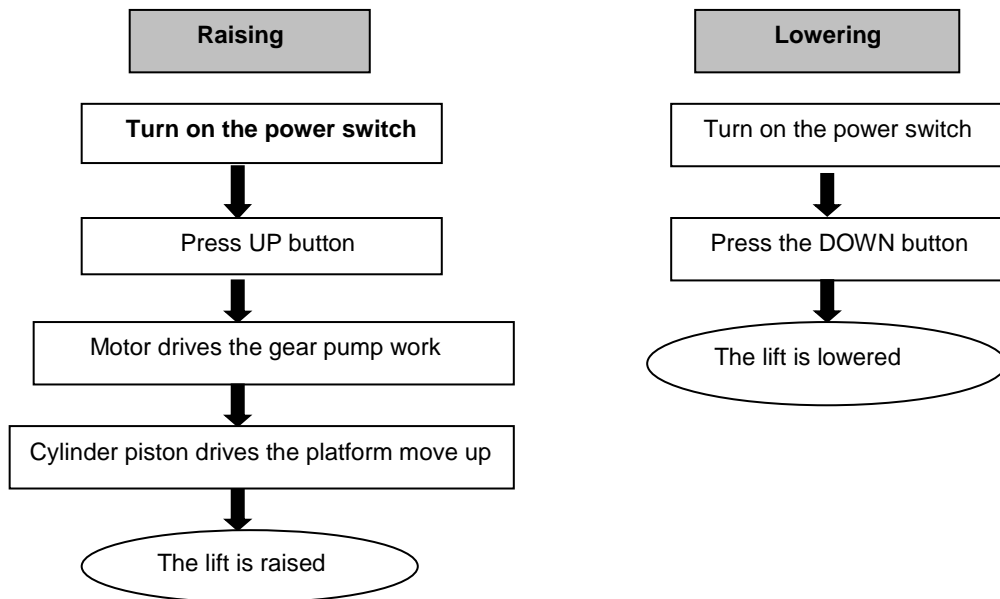 Raising
Turn on the power switch
Press UP button
Motor drives the gear pump work
Cylinder piston drives the platform move up
The lift is raised
Lowering
Turn on the power switch
Press the DOWN button
The lift is lowered